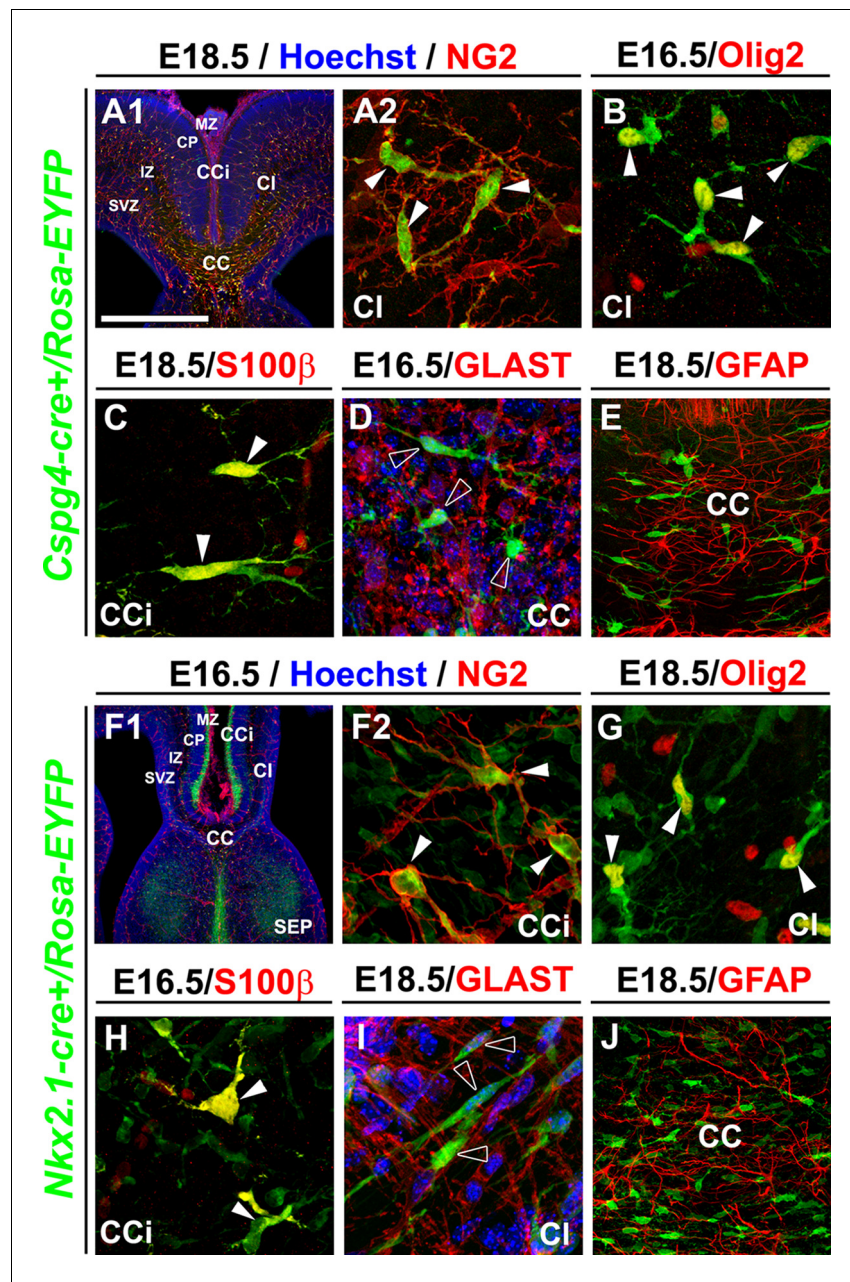 Cspg4-cre+/Rosa-EYFP
E18.5 / Hoechst / NG2
E16.5/Olig2
A1
MZ
CP
CCi
IZ
CI
SVZ
CC
A2
CI
B
CI
E18.5/S100β
E16.5/GLAST
E18.5/GFAP
C
CCi
D
CC
E
CC
Nkx2.1-cre+/Rosa-EYFP
E16.5 / Hoechst / NG2
E18.5/Olig2
F1
MZ
CP
CCi
IZ
CI
SVZ
CC
SEP
F2
CCi
G
CI
E16.5/S100β
E18.5/GLAST
E18.5/GFAP
H
CCi
I
CI
J
CC